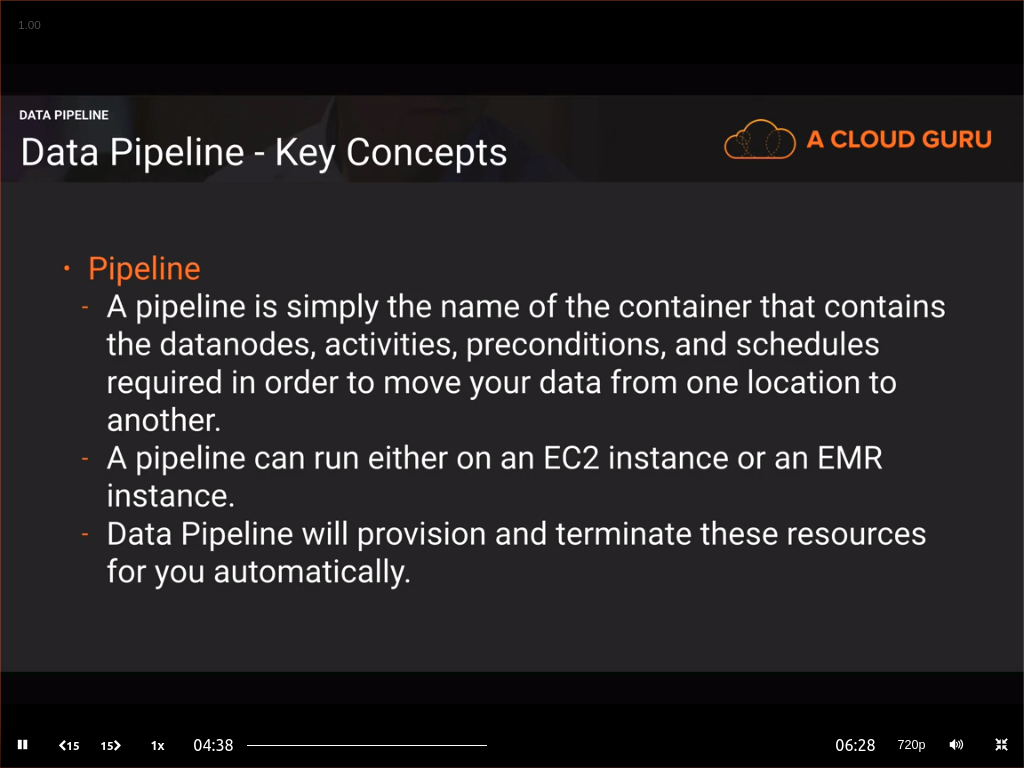 1.00
DATA PIPELINE
Data Pipeline - Key Concepts
A CLOUD GURU
• Pipeline
- A pipeline is simply the name of the container that contains
the datanodes, activities, preconditions, and schedules
required in order to move your data from one location to
another.
- A pipeline can run either on an EC2 instance or an EMR
instance.
- Data Pipeline will provision and terminate these resources
for you automatically.
15 15 1x 04:38 06:28 720p